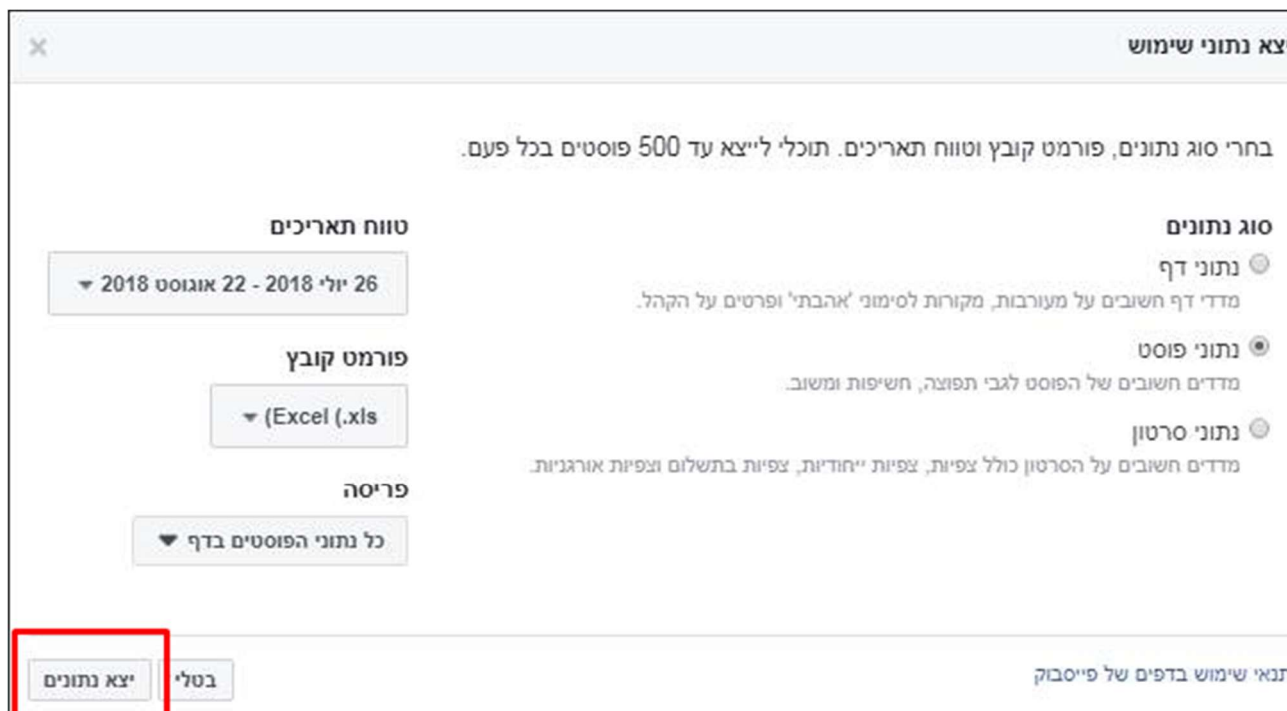 יצא נתוני שימוש
בחרי סוג נתונים, פורמט קובץ וטווח תאריכים. תוכלי לייצא עד 500 פוסטים בכל פעם.
סוג נתונים
נתוני דף
מדדי דף חשובים על מעורבות, מקורות לסימוני 'אהבתי' ופרטים על הקהל.
נתוני פוסט
מדדים חשובים של הפוסט לגבי תפוצה, חשיפות ומשוב.
נתוני סרטון
מדדים חשובים על הסרטון כולל צפיות, צפיות ייחודיות, צפיות בתשלום וצפיות אורגניות.
טווח תאריכים
26 יולי 2018 - 22 אוגוסט 2018
פורמט קובץ
Excel (.xls)
פריסה
כל נתוני הפוסטים בדף
תנאי שימוש בדפים של פייסבוק
בטלי
יצא נתונים